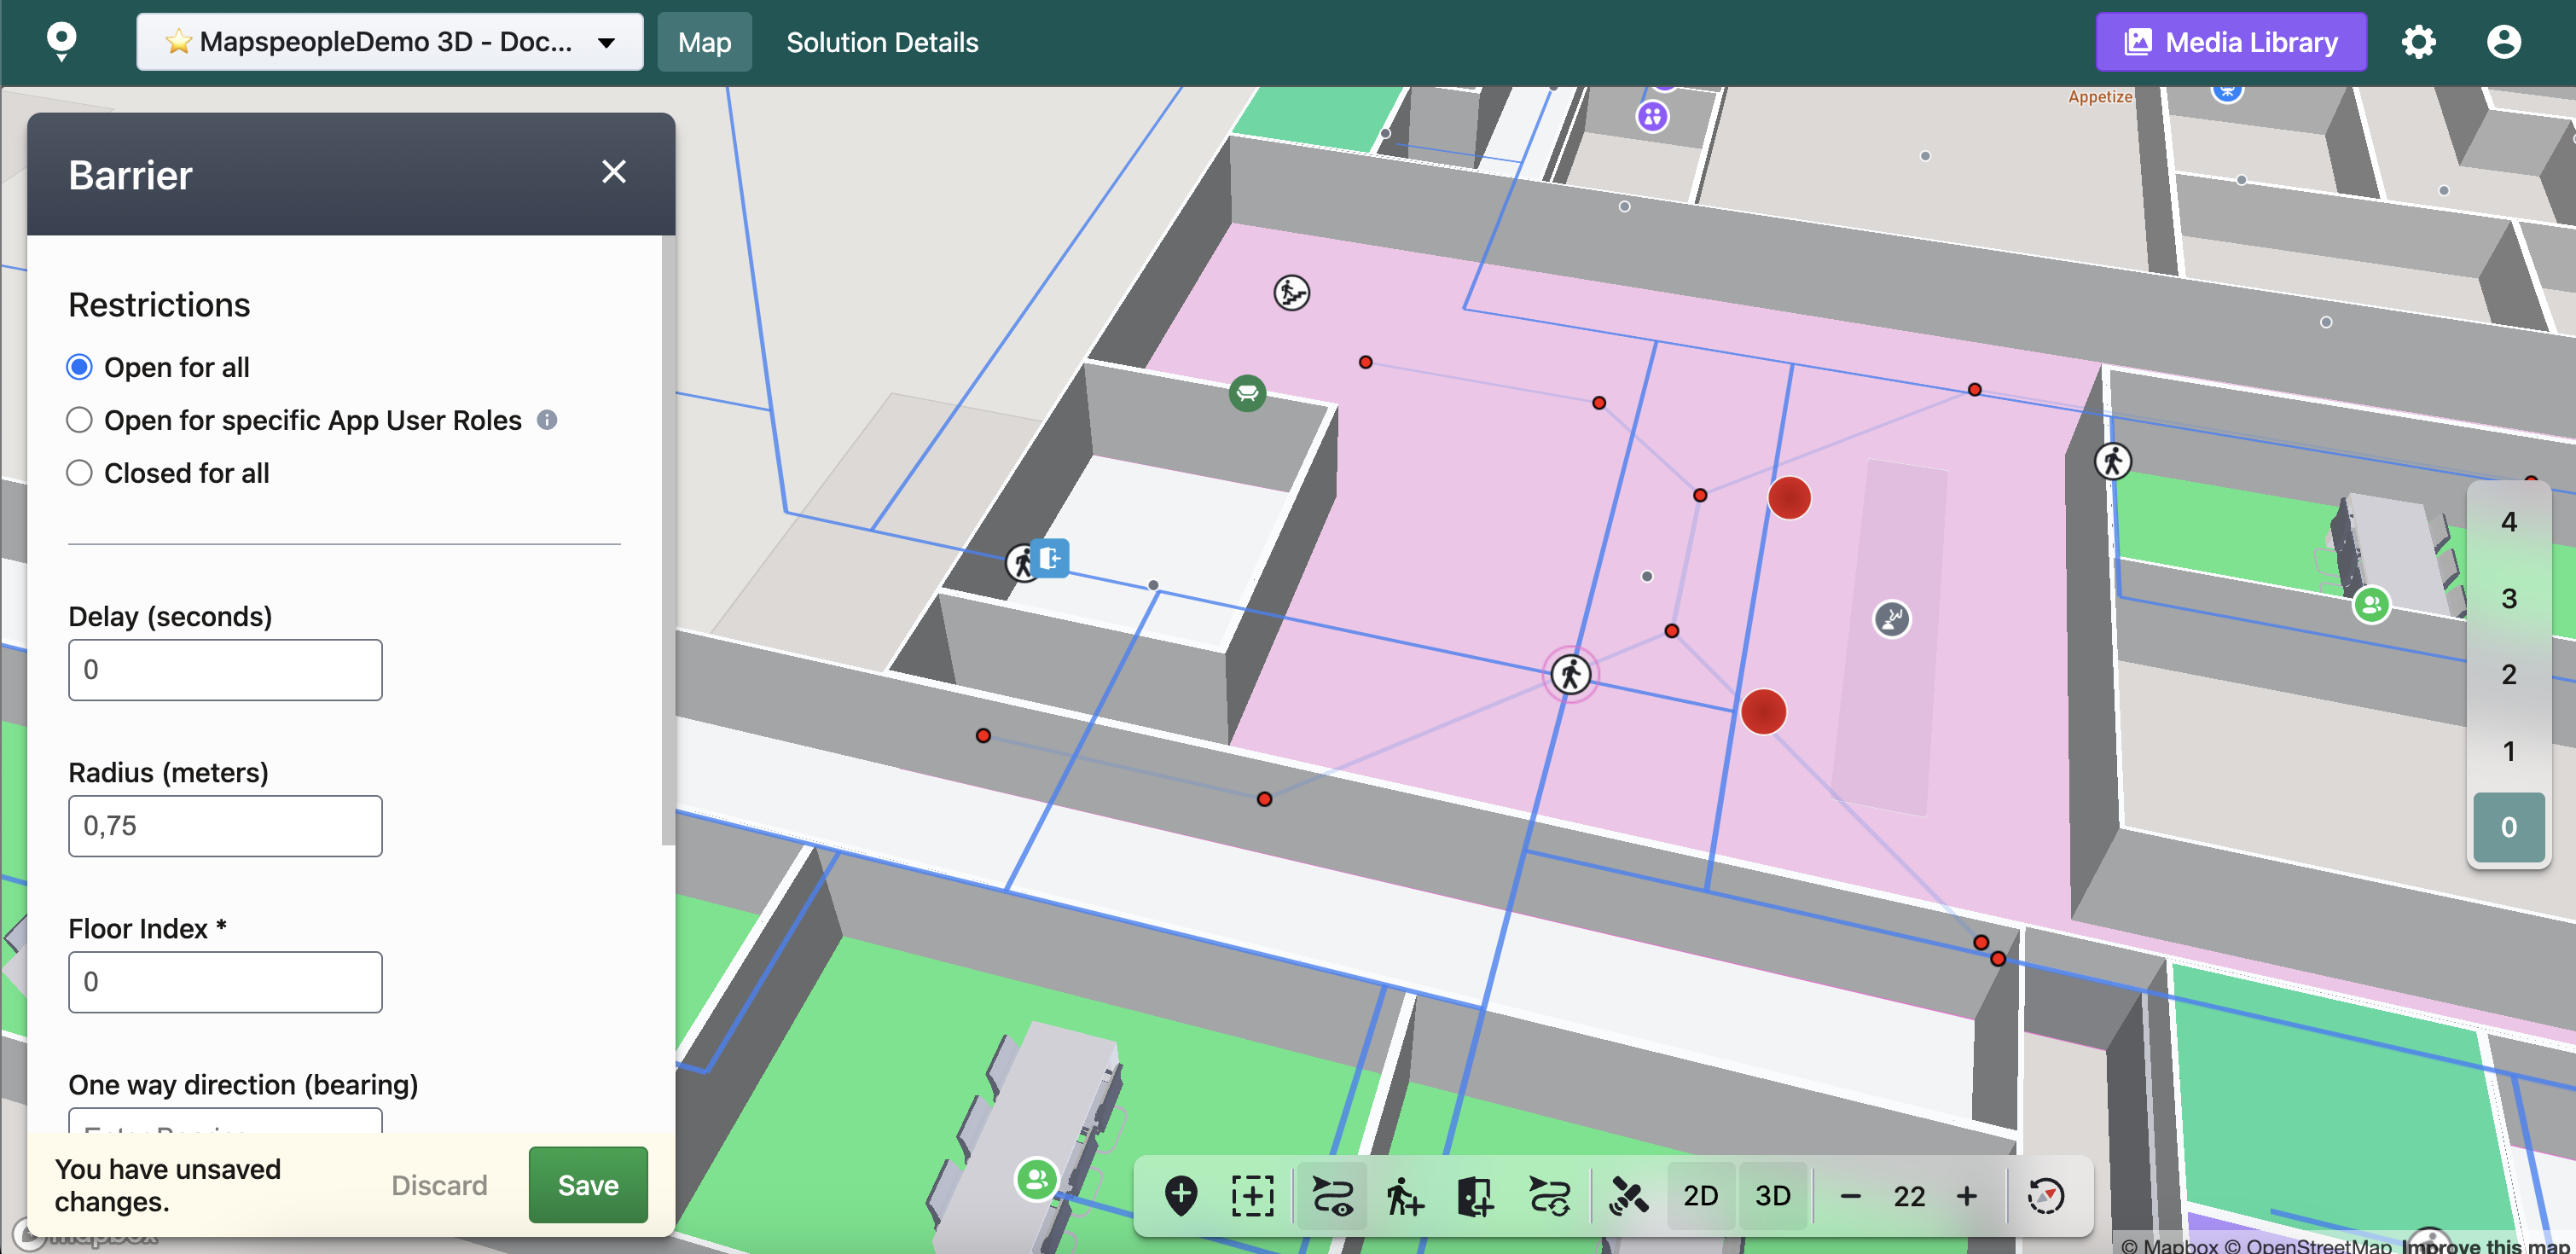 MapspeopleDemo 3D - Doc...
Map
Solution Details
Media Library
Appetize
Barrier
Restrictions
Open for all
Open for specific App User Roles
Closed for all
Delay (seconds)
0
Radius (meters)
0,75
Floor Index *
0
One way direction (bearing)
You have unsaved
changes.
Discard
Save
4
3
2
1
0
2D
3D
22
mapbox
© Mapbox © OpenStreetMap Improve this map